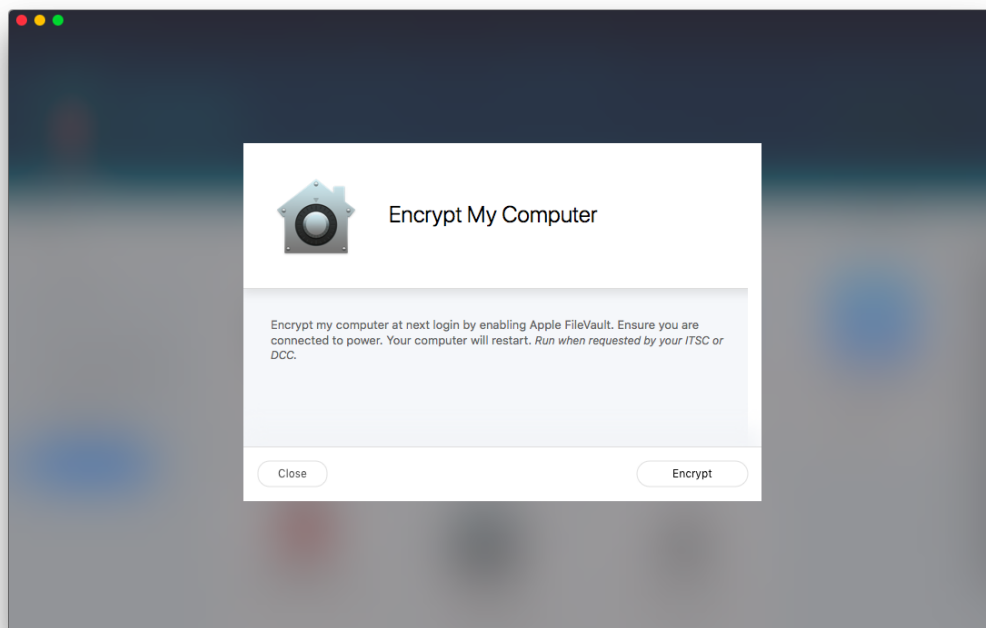 Encrypt My Computer
Encrypt my computer at next login by enabling Apple FileVault. Ensure you are
connected to power. Your computer will restart. Run when requested by your ITSC or
DCC.
Close
Encrypt